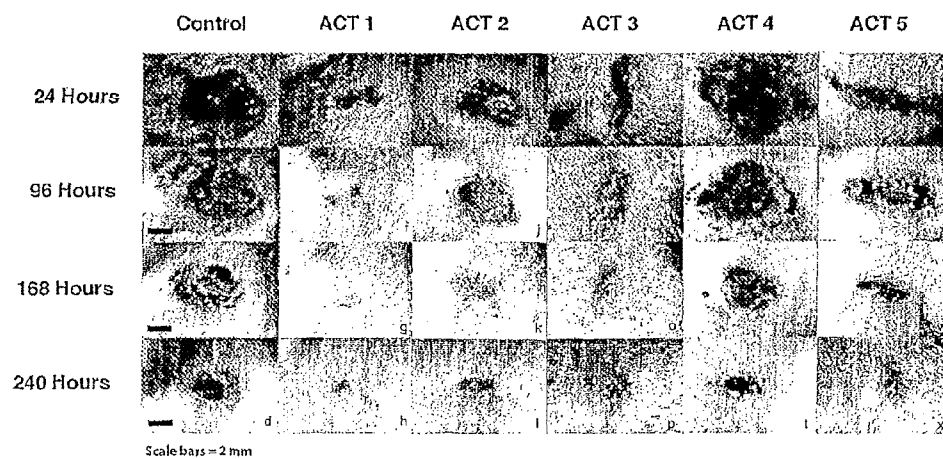 Control ACT 1 ACT 2 ACT 3 ACT 4 ACT 5
24 Hours
96 Hours
j
168 Hours
g k o
240 Hours
d h l p t x
Scale bars = 2 mm